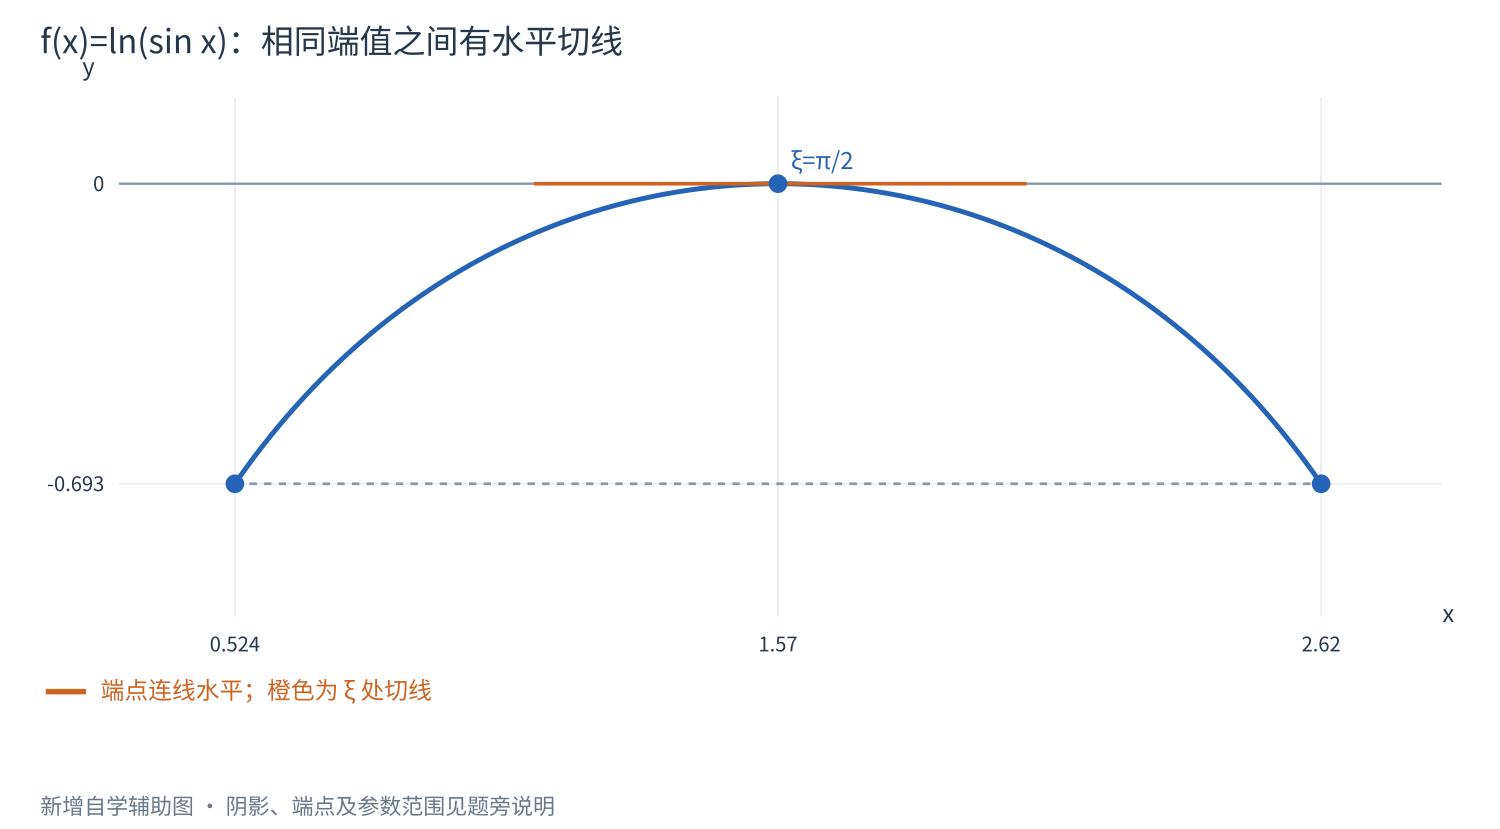 f(x)=ln(sin x)：相同端值之间有水平切线
y
ξ=π/2
0
-0.693
x
0.524
1.57
2.62
端点连线水平；橙色为 ξ 处切线
新增自学辅助图 · 阴影、端点及参数范围见题旁说明